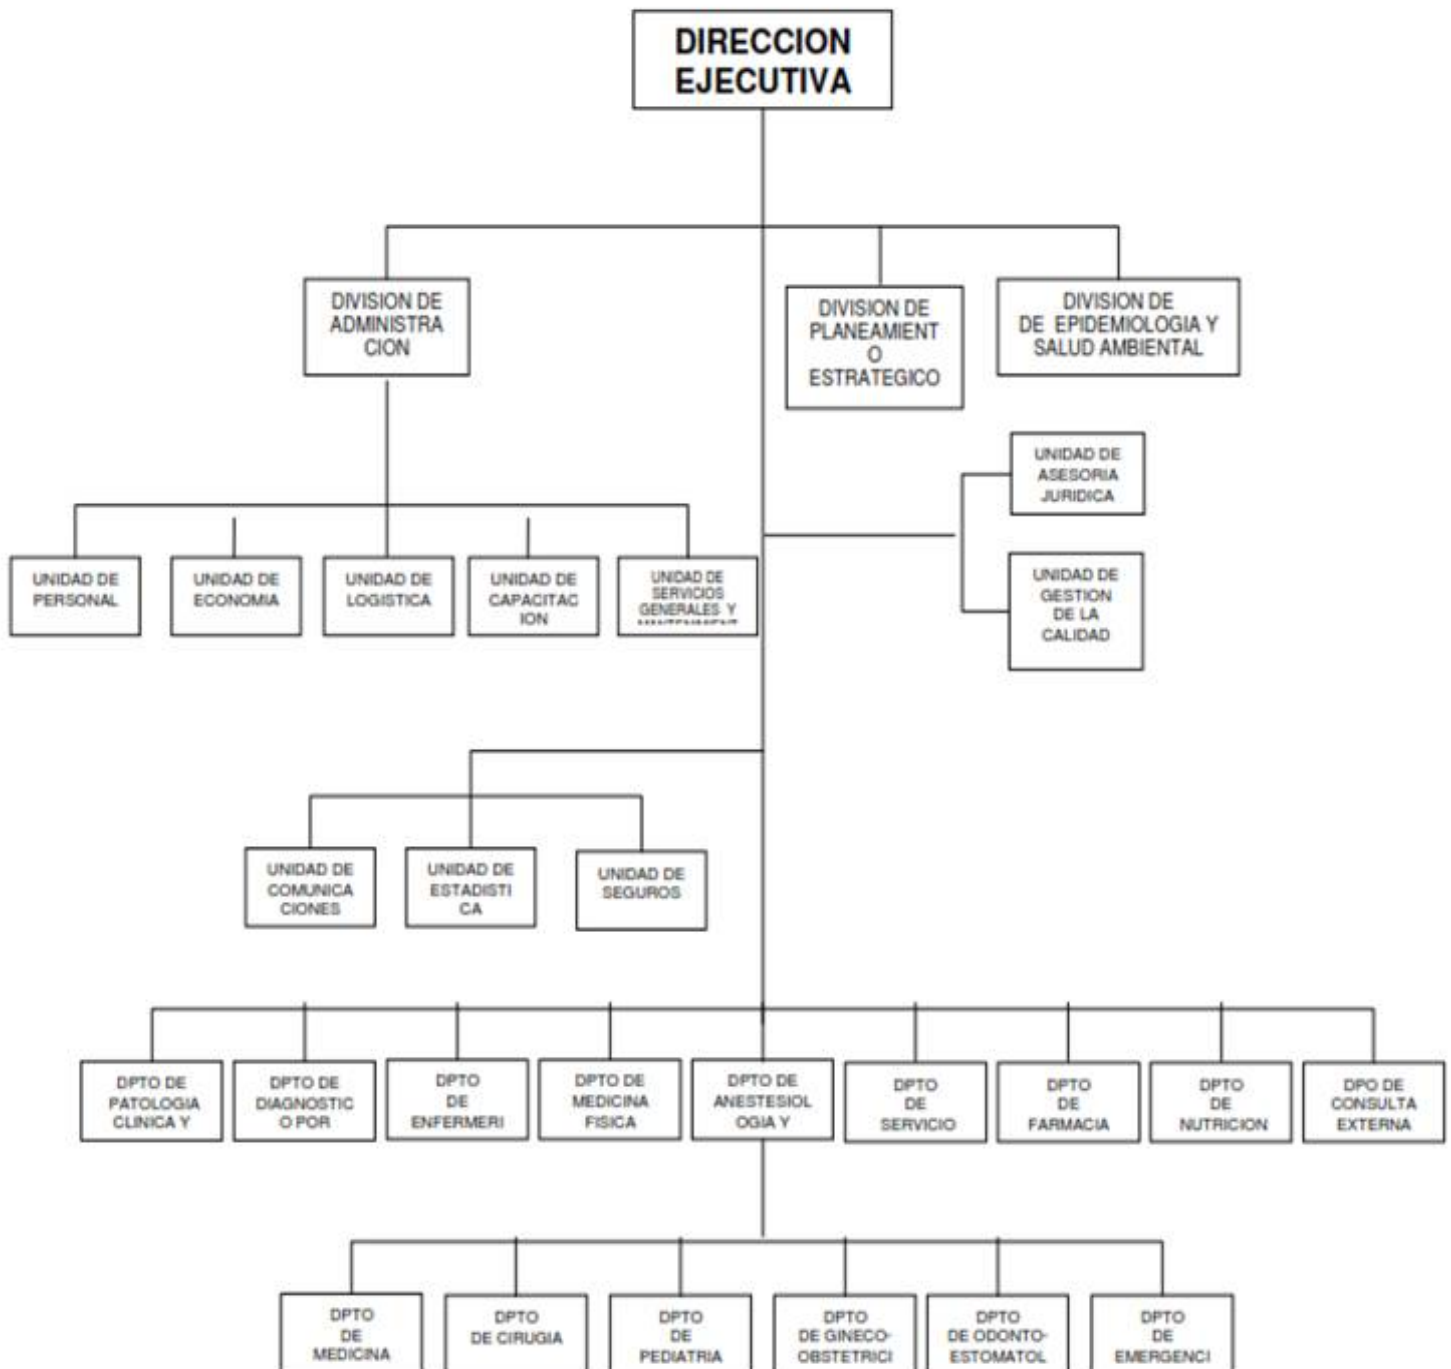 DIRECCION
EJECUTIVA
DIVISION DE
ADMINISTRA
CION
DIVISION DE
PLANEAMIENT
O
ESTRATEGICO
DIVISION DE
DE EPIDEMIOLOGIA Y
SALUD AMBIENTAL
UNIDAD DE
ASESORIA
JURIDICA
UNIDAD DE
GESTION
DE LA
CALIDAD
UNIDAD DE
PERSONAL
UNIDAD DE
ECONOMIA
UNIDAD DE
LOGISTICA
UNIDAD DE
CAPACITAC
ION
UNIDAD DE
SERVICIOS
GENERALES Y
UNIDAD DE
COMUNICA
CIONES
UNIDAD DE
ESTADISTI
CA
UNIDAD DE
SEGUROS
DPTO DE
PATOLOGIA
CLINICA Y
DPTO DE
DIAGNOSTIC
O POR
DPTO
DE
ENFERMERI
DPTO DE
MEDICINA
FISICA
DPTO DE
ANESTESIOL
OGIA Y
DPTO
DE
SERVICIO
DPTO
DE
FARMACIA
DPTO
DE
NUTRICION
DPO DE
CONSULTA
EXTERNA
DPTO
DE
MEDICINA
DPTO
DE CIRUGIA
DPTO
DE
PEDIATRIA
DPTO
DE GINECO-
OBSTETRICI
DPTO
DE ODONTO-
ESTOMATOL
DPTO
DE
EMERGENCI